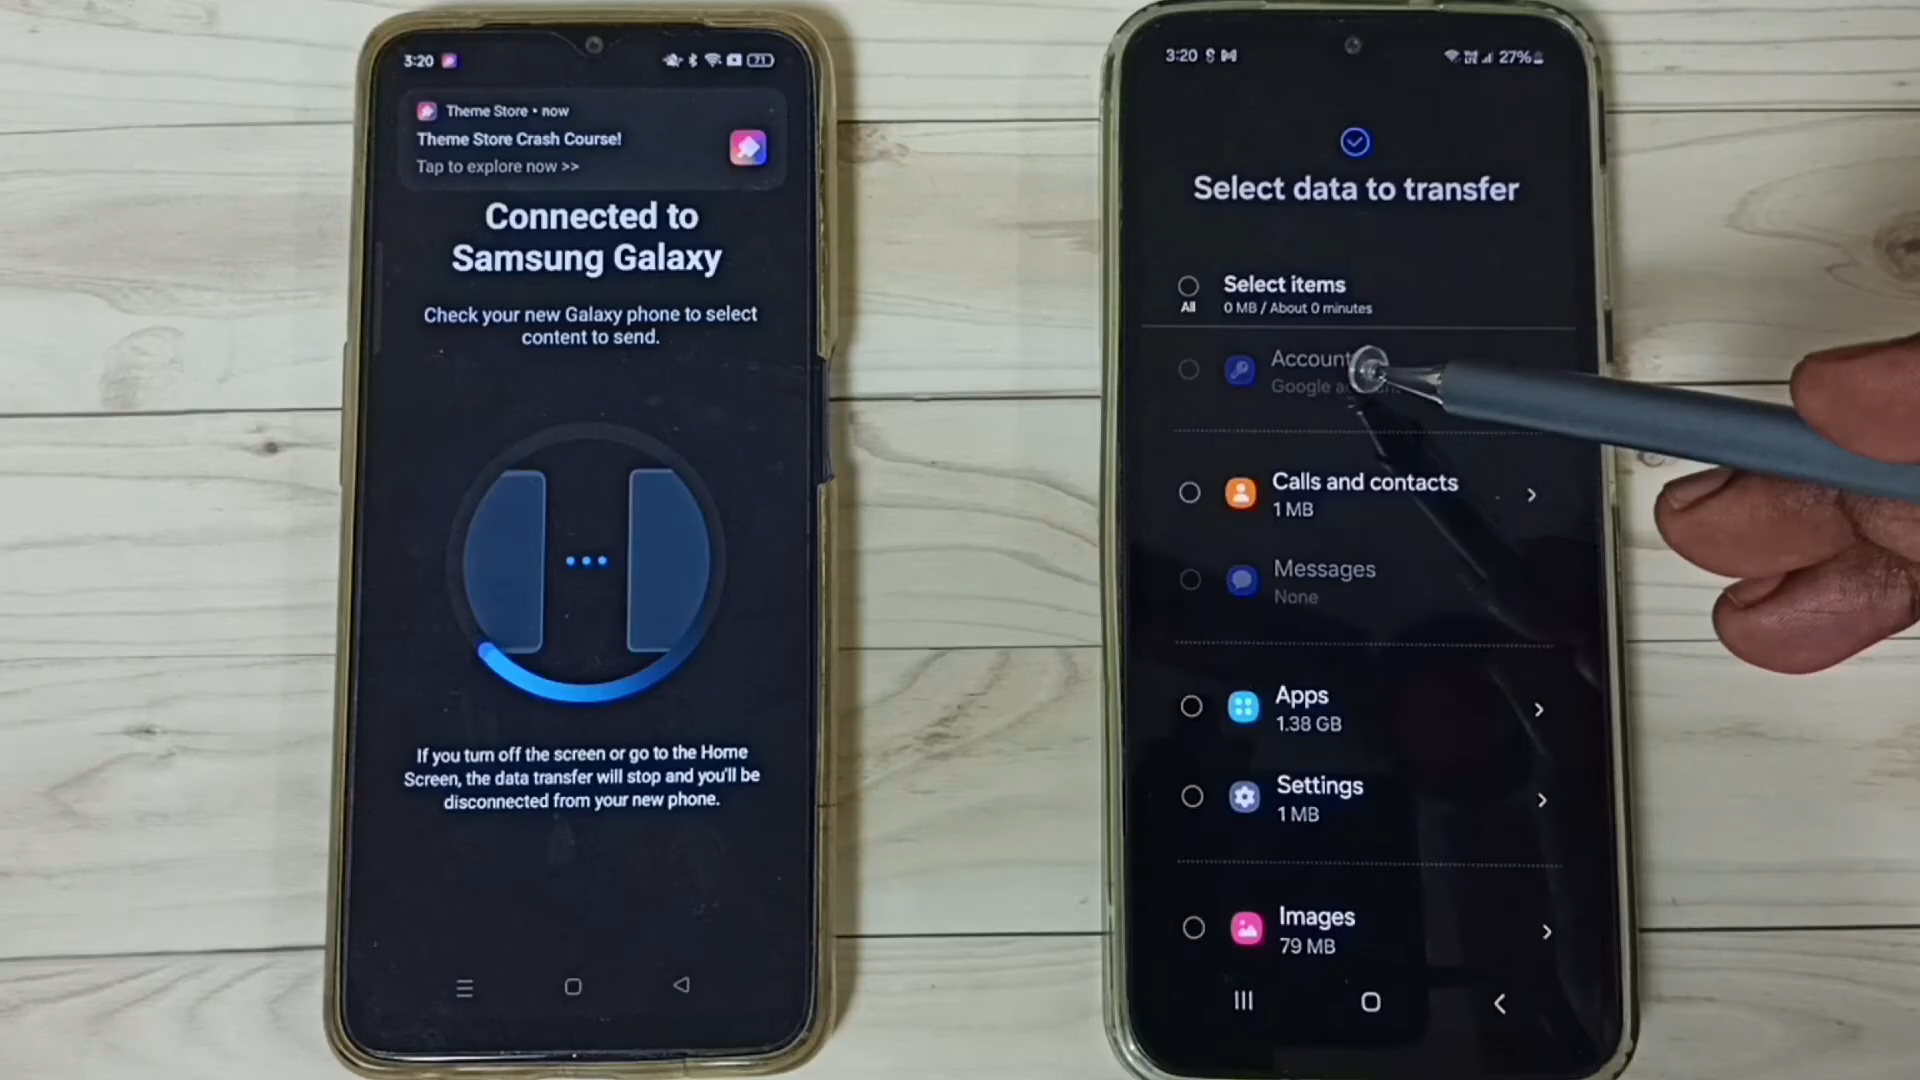 3:20
71
Theme Store • now
Theme Store Crash Course!
Tap to explore now >>
Connected to
Samsung Galaxy
Check your new Galaxy phone to select
content to send.
If you turn off the screen or go to the Home
Screen, the data transfer will stop and you'll be
disconnected from your new phone.
3:20
27%
Select data to transfer
Select items
All
0 MB / About 0 minutes
Account
Google
Calls and contacts
1 MB
Messages
None
Apps
1.38 GB
Settings
1 MB
Images
79 MB